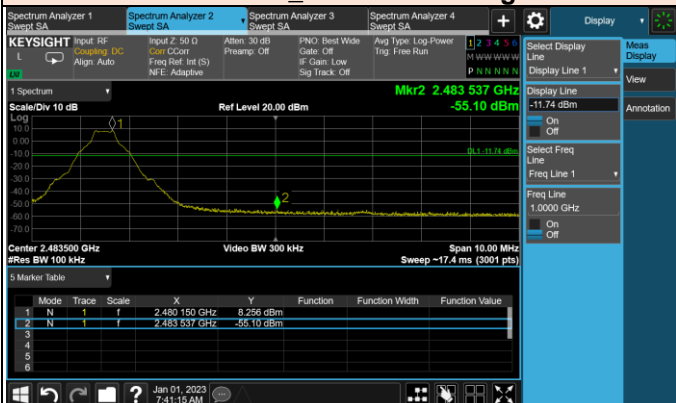 Spectrum Analyzer 1
Swept SA
Spectrum Analyzer 2
Swept SA
Spectrum Analyzer 3
Swept SA
Spectrum Analyzer 4
Swept SA
+
Display
KEYSIGHT
L
LXI
Input: RF
Coupling: DC
Align: Auto
Input Z: 50 Ω
Corr CCorr
Freq Ref: Int (S)
NFE: Adaptive
Atten: 30 dB
Preamp: Off
PNO: Best Wide
Gate: Off
IF Gain: Low
Sig Track: Off
Avg Type: Log-Power
Trig: Free Run
1 2 3 4 5 6
M W W W W W
P N N N N N
1 Spectrum
Scale/Div 10 dB
Ref Level 20.00 dBm
Mkr2 2.483 537 GHz
-55.10 dBm
Log
10.0
0.00
-10.0
-20.0
-30.0
-40.0
-50.0
-60.0
-70.0
1
2
DL1 -11.74 dBm
Center 2.483500 GHz
#Res BW 100 kHz
Video BW 300 kHz
Span 10.00 MHz
Sweep ~17.4 ms (3001 pts)
5 Marker Table
Mode Trace Scale X Y Function Function Width Function Value
1 N 1 f 2.480 150 GHz 8.256 dBm
2 N 1 f 2.483 537 GHz -55.10 dBm
3
4
5
6
Select Display
Line
Display Line 1
Display Line
-11.74 dBm
On
Off
Select Freq
Line
Freq Line 1
Freq Line
1.0000 GHz
On
Off
Meas
Display
View
Annotation
?
Jan 01, 2023
7:41:15 AM